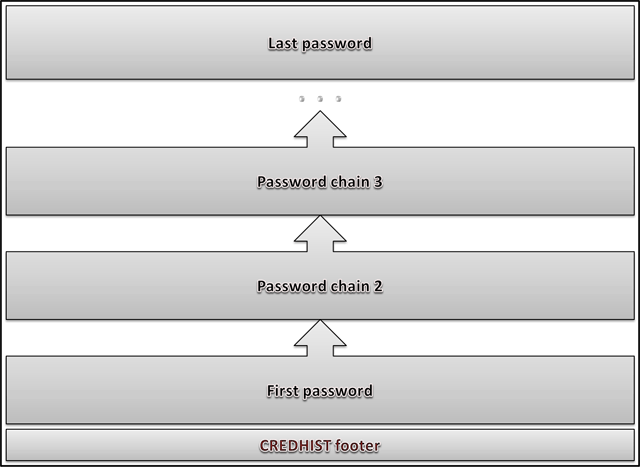 Last password
...
Password chain 3
Password chain 2
First password
CREDHIST footer